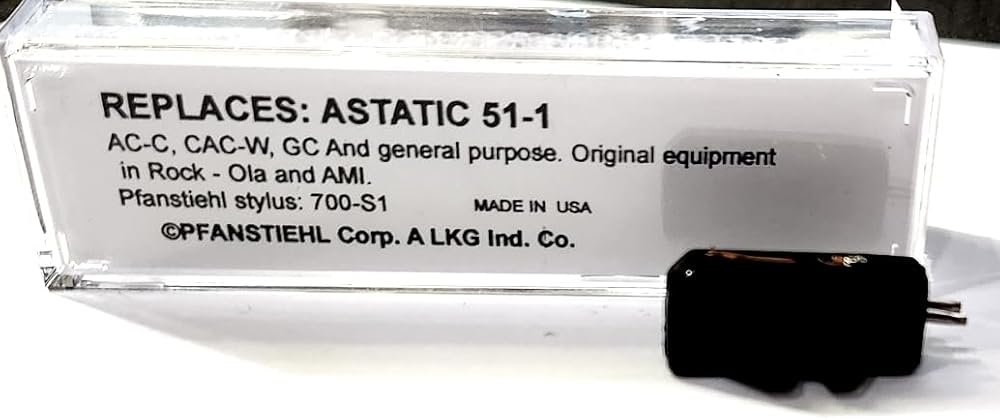 REPLACES: ASTATIC 51-1
AC-C, CAC-W, GC And general purpose. Original equipment
in Rock - Ola and AMI.
Pfanstiehl stylus: 700-S1 MADE IN USA
©PFANSTIEHL Corp. A LKG Ind. Co.